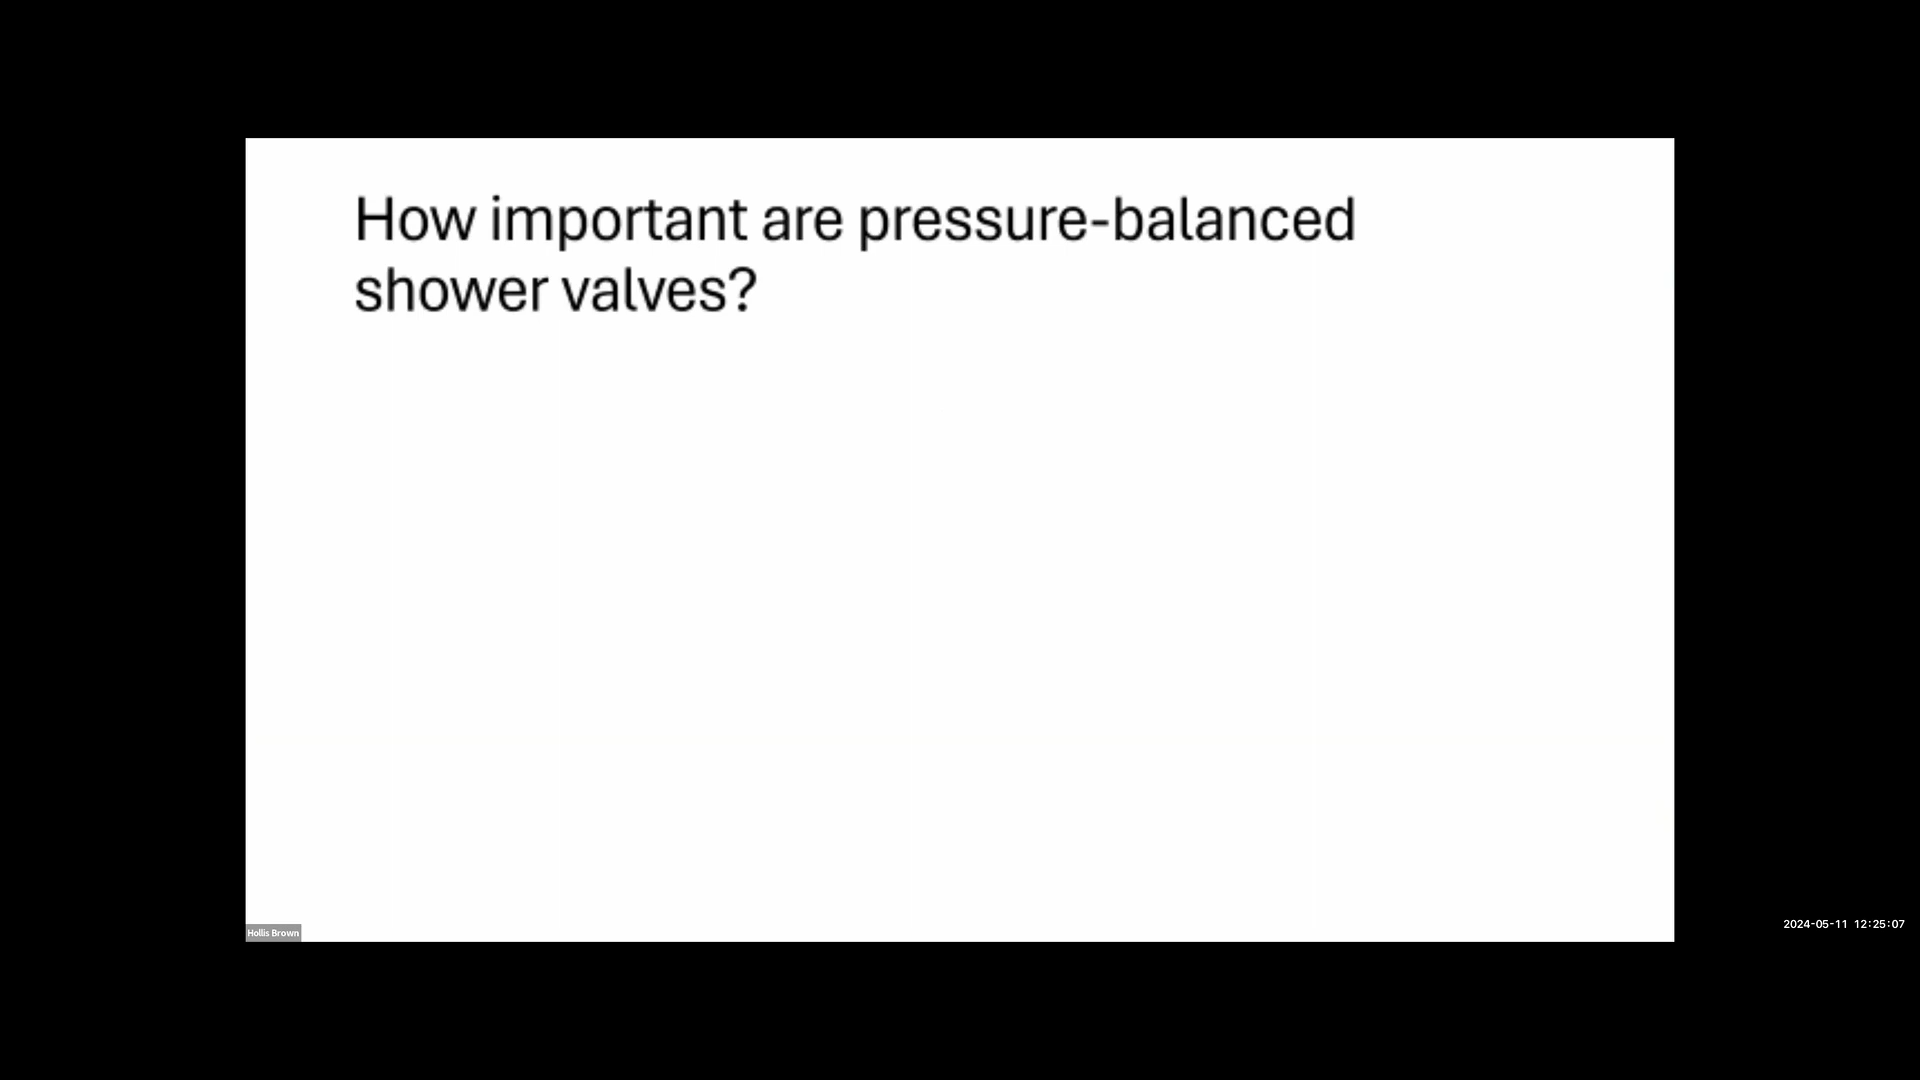 How important are pressure-balanced
shower valves?
Hollis Brown
2024-05-11 12:25:07